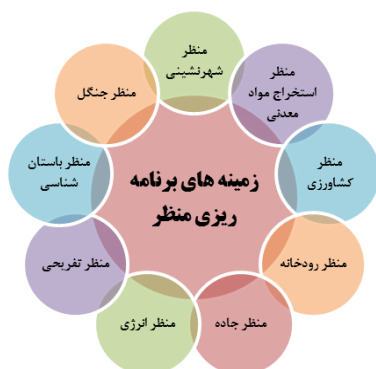 منظر
شهرنشینی
منظر
استخراج مواد
معدنی
منظر
کشاورزی
منظر رودخانه
منظر جاده
منظر انرژی
منظر تفریحی
منظر باستان
شناسی
منظر جنگل
زمینه های برنامه
ریزی منظر